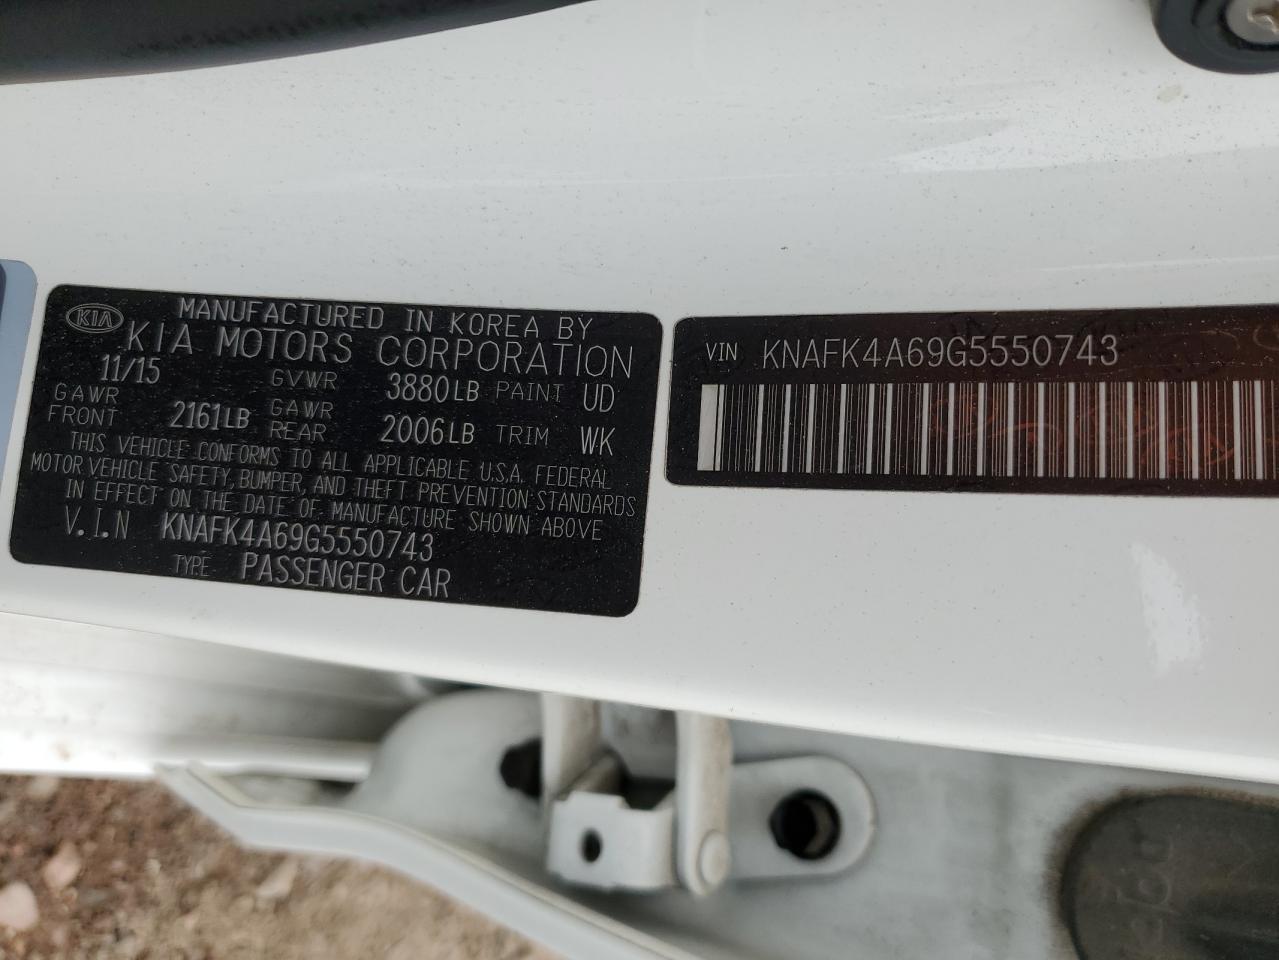 KIA
MANUFACTURED IN KOREA BY
KIA MOTORS CORPORATION
11/15 GVWR 3880LB PAINT UD
GAWR FRONT 2161LB GAWR REAR 2006LB TRIM WK
THIS VEHICLE CONFORMS TO ALL APPLICABLE U.S.A. FEDERAL
MOTOR VEHICLE SAFETY, BUMPER, AND THEFT PREVENTION STANDARDS
IN EFFECT ON THE DATE OF MANUFACTURE SHOWN ABOVE
V.I.N KNAFK4A69G5550743
TYPE PASSENGER CAR
VIN KNAFK4A69G5550743